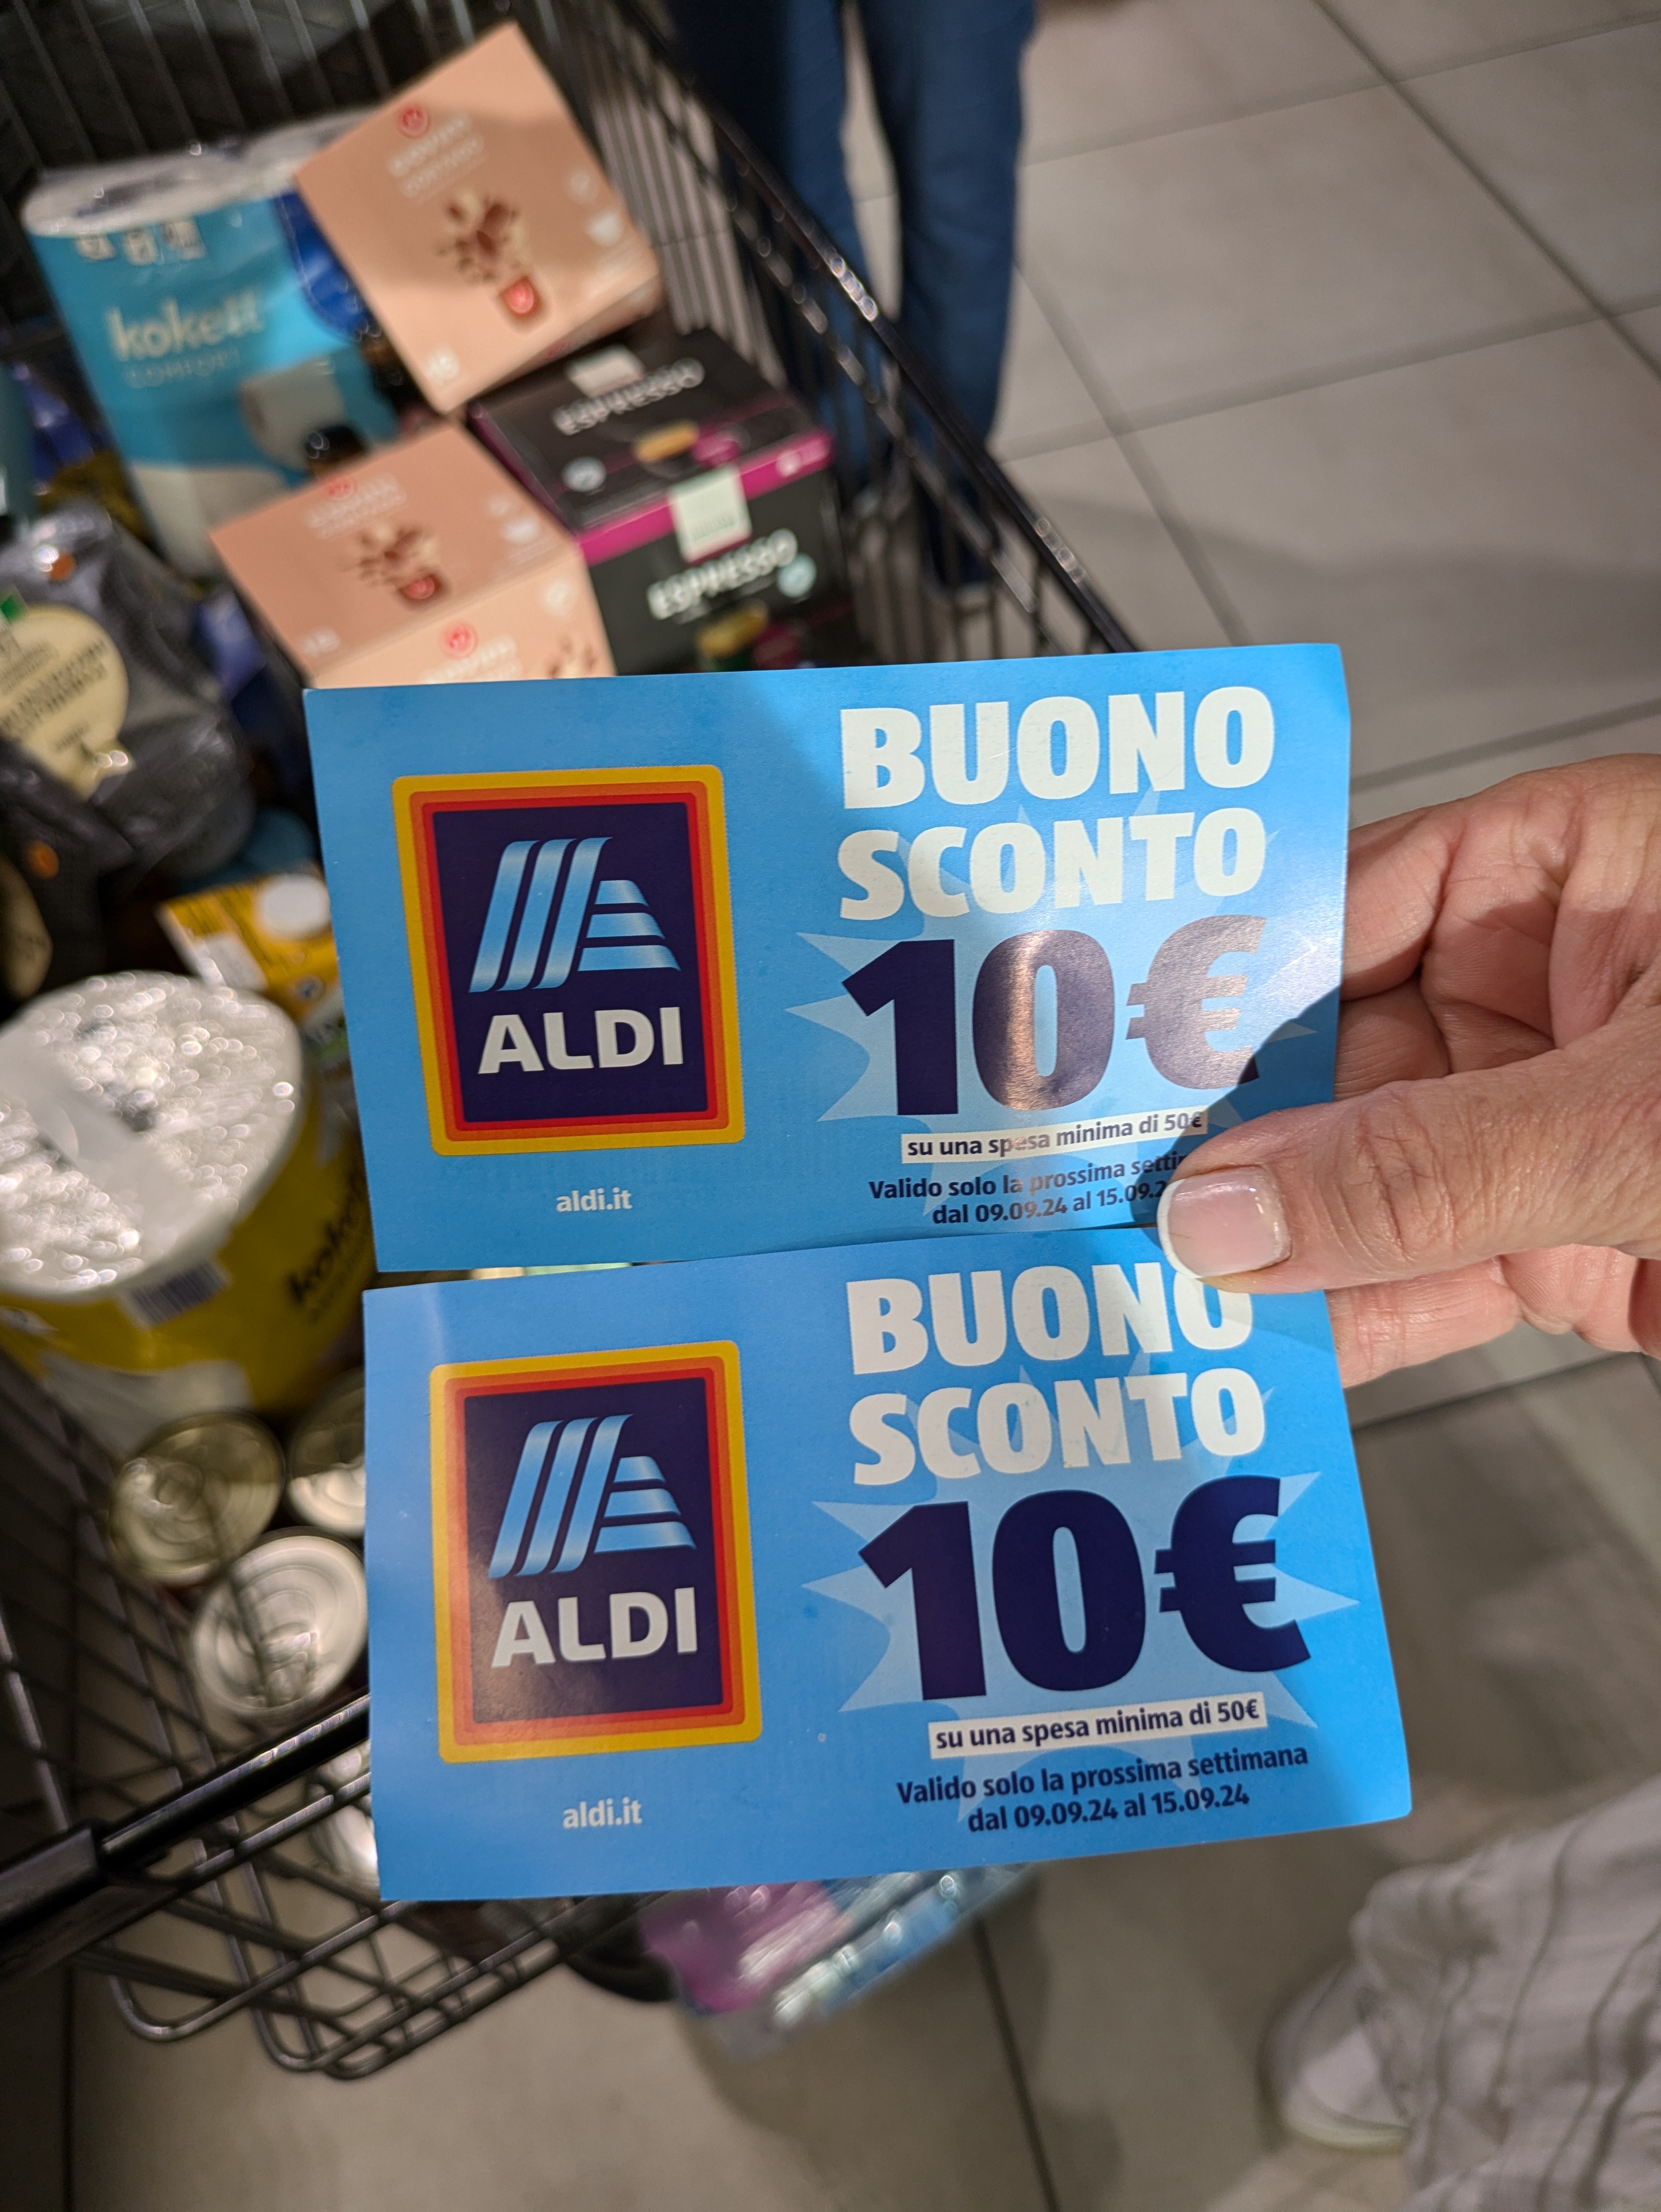 kokett
COMFORT
ESPRESSO
ESPRESSO
BUONO
SCONTO
10€
su una spesa minima di 50€
Valido solo la prossima
dal 09.09.24 al 15.09.2
ALDI
aldi.it
BUONO
SCONTO
10€
su una spesa minima di 50€
Valido solo la prossima settimana
dal 09.09.24 al 15.09.24
ALDI
aldi.it